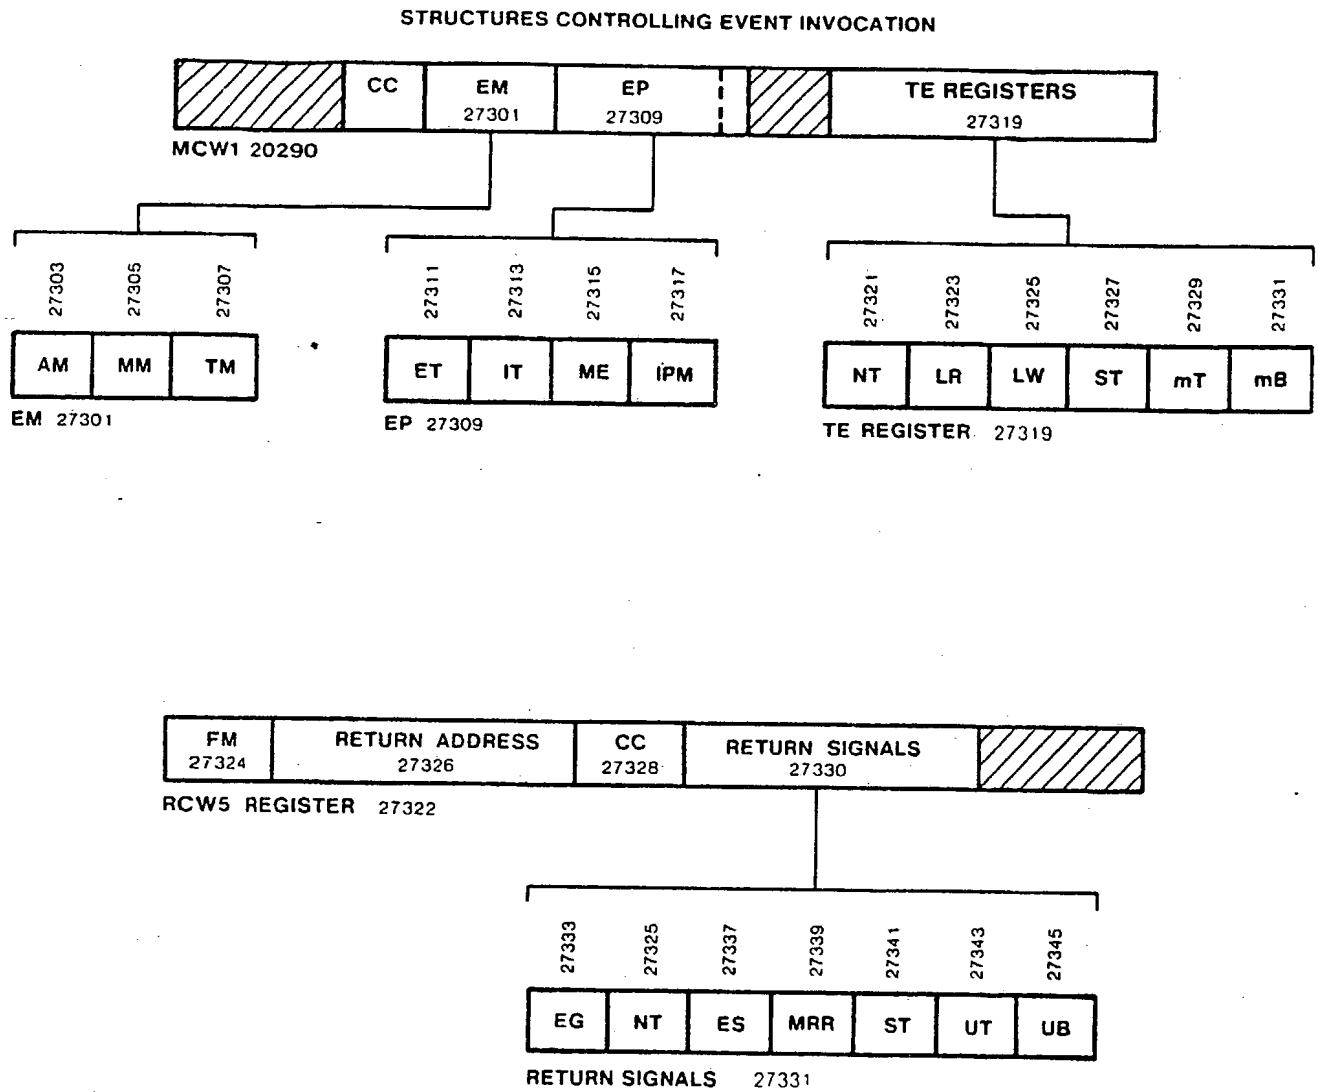 STRUCTURES CONTROLLING EVENT INVOCATION
CC EM EP TE REGISTERS
27301 27309 27319
MCW1 20290
27303 27305 27307
AM MM TM
EM 27301
27311 27313 27315 27317
ET IT ME IPM
EP 27309
27321 27323 27325 27327 27329 27331
NT LR LW ST mT mB
TE REGISTER 27319
FM RETURN ADDRESS CC RETURN SIGNALS
27324 27326 27328 27330
RCW5 REGISTER 27322
27333 27325 27337 27339 27341 27343 27345
EG NT ES MRR ST UT UB
RETURN SIGNALS 27331